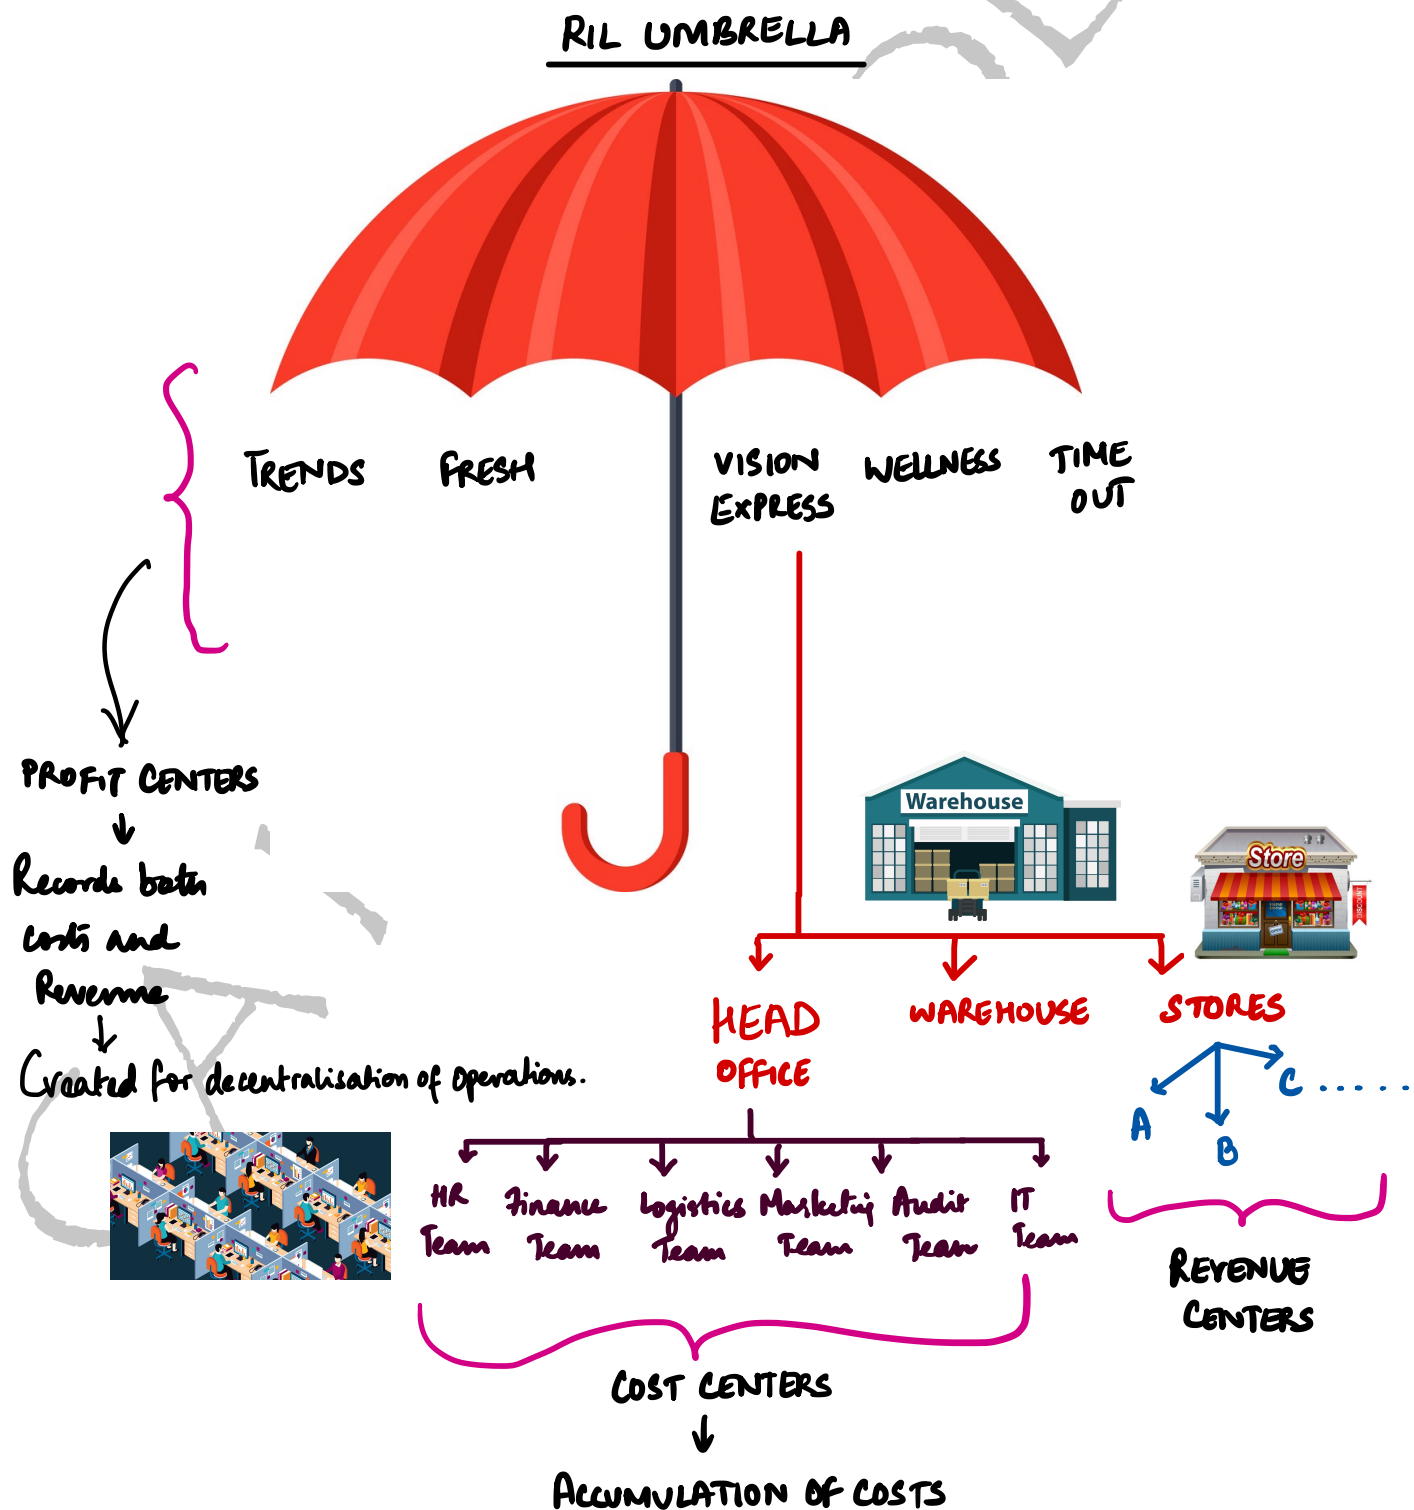 RIL UMBRELLA
TRENDS
FRESH
VISION
EXPRESS
WELLNESS
TIME
OUT
PROFIT CENTERS
Records both
costs and
Revenue
Created for decentralisation of operations.
Warehouse
Store
DISCOUNT
HEAD
OFFICE
WAREHOUSE
STORES
A
B
C ......
HR
Team
Finance
Team
Logistics
Team
Marketing
Team
Audit
Team
IT
Team
REVENUE
CENTERS
COST CENTERS
ACCUMULATION OF COSTS